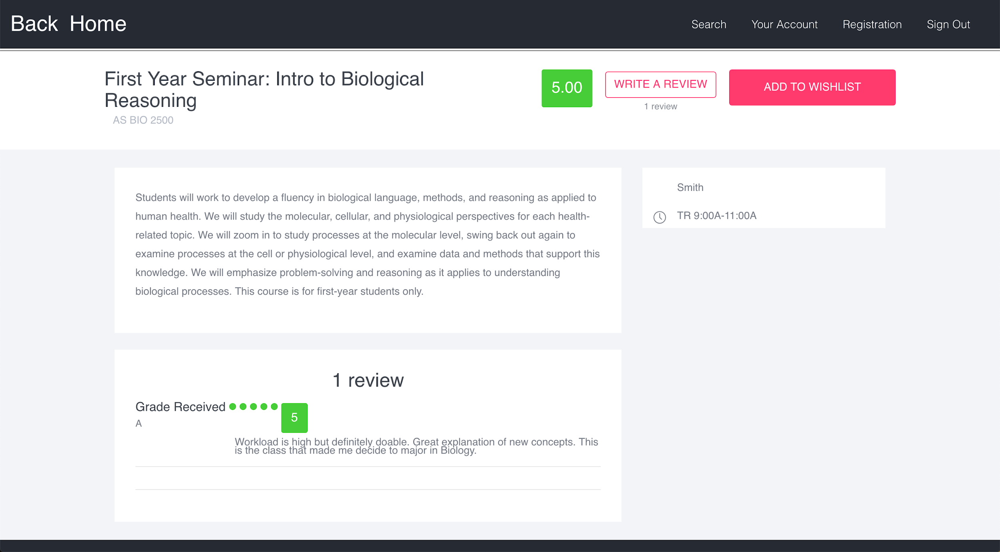 Back Home
Search
Your Account
Registration
Sign Out
First Year Seminar: Intro to Biological
Reasoning
AS BIO 2500
5.00
WRITE A REVIEW
1 review
ADD TO WISHLIST
Students will work to develop a fluency in biological language, methods, and reasoning as applied to
human health. We will study the molecular, cellular, and physiological perspectives for each health-
related topic. We will zoom in to study processes at the molecular level, swing back out again to
examine processes at the cell or physiological level, and examine data and methods that support this
knowledge. We will emphasize problem-solving and reasoning as it applies to understanding
biological processes. This course is for first-year students only.
Smith
TR 9:00A-11:00A
1 review
Grade Received
5
A
Workload is high but definitely doable. Great explanation of new concepts. This
is the class that made me decide to major in Biology.